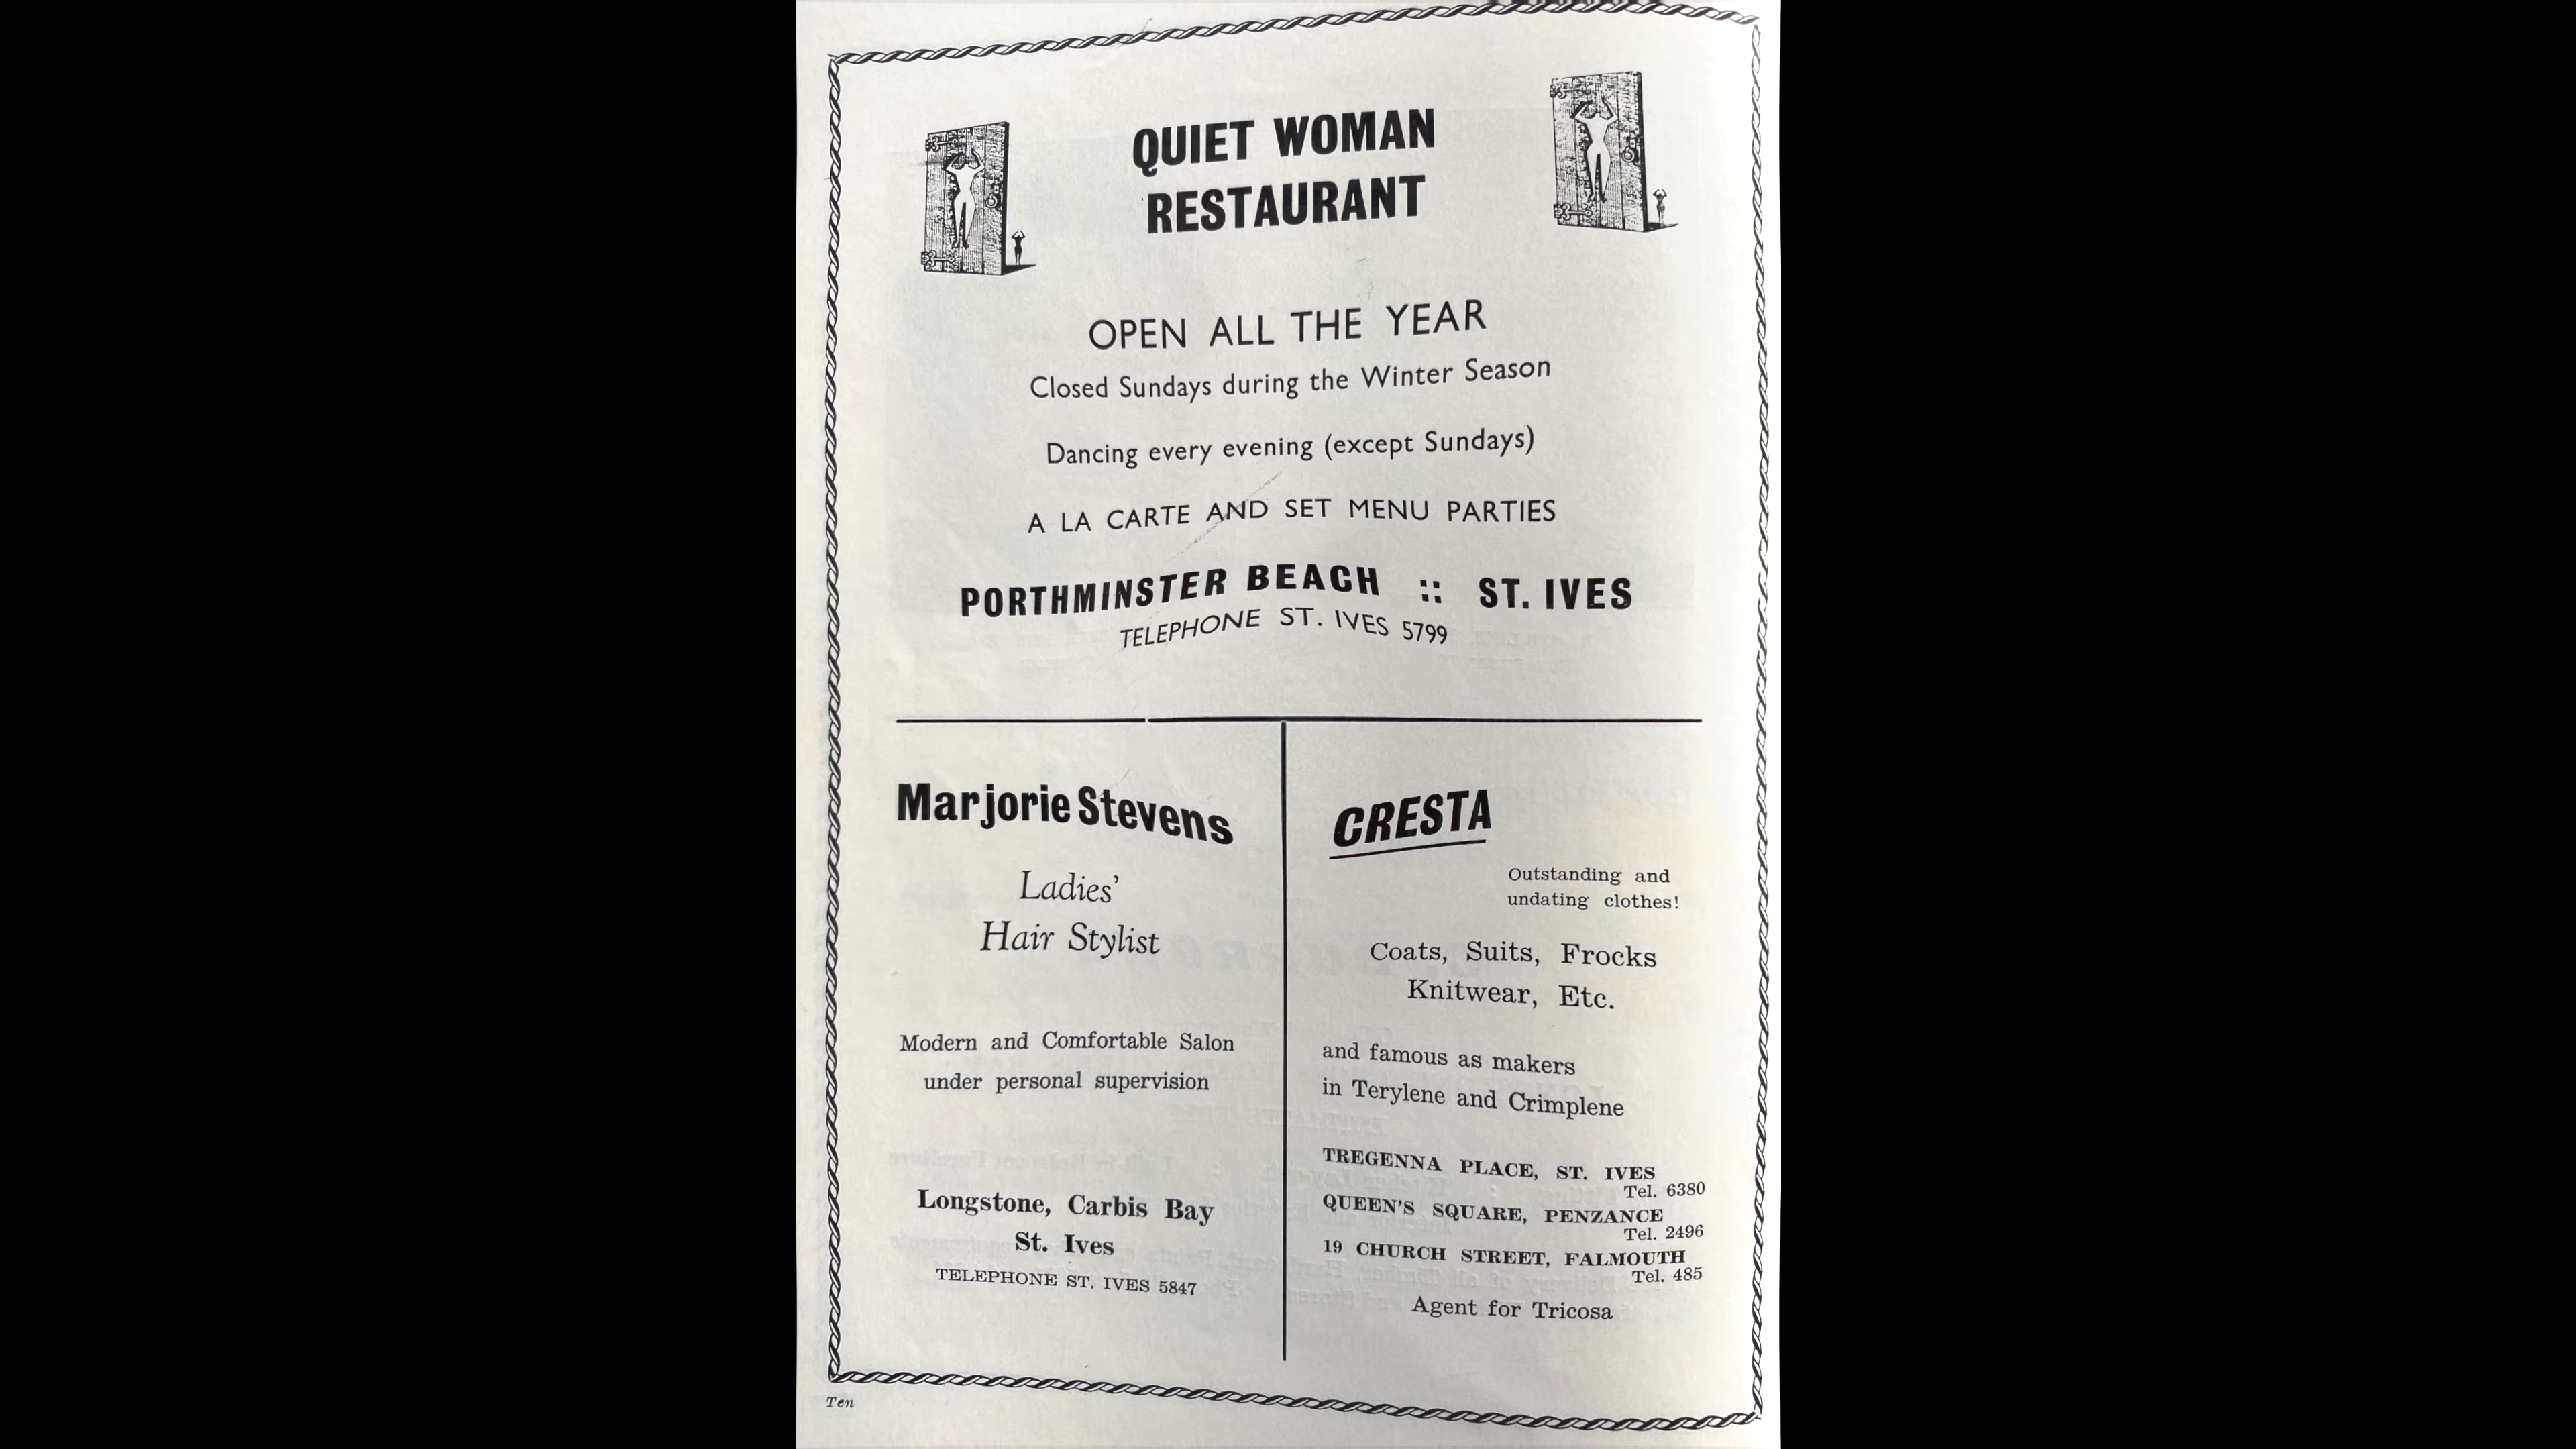 QUIET WOMAN
RESTAURANT
OPEN ALL THE YEAR
Closed Sundays during the Winter Season
Dancing every evening (except Sundays)
A LA CARTE AND SET MENU PARTIES
PORTHMINSTER BEACH :: ST. IVES
TELEPHONE ST. IVES 5799
Marjorie Stevens
Ladies'
Hair Stylist
Modern and Comfortable Salon
under personal supervision
Longstone, Carbis Bay
St. Ives
TELEPHONE ST. IVES 5847
CRESTA
Outstanding and
undating clothes!
Coats, Suits, Frocks
Knitwear, Etc.
and famous as makers
in Terylene and Crimplene
TREGENNA PLACE, ST. IVES
Tel. 6380
QUEEN'S SQUARE, PENZANCE
Tel. 2496
19 CHURCH STREET, FALMOUTH
Tel. 485
Agent for Tricosa
Ten